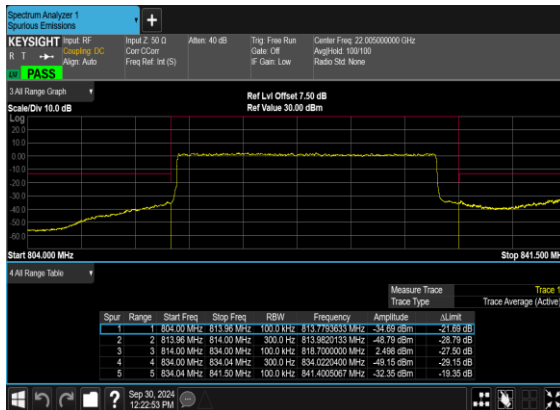 Spectrum Analyzer 1
Spurious Emissions
KEYSIGHT Input: RF Input Z: 50 Ω Atten: 40 dB Trig: Free Run Center Freq: 22.005000000 GHz
R T Coupling: DC Corr CCorr Gate: Off Avg|Hold: 100/100
Align: Auto Freq Ref: Int (S) IF Gain: Low Radio Std: None
PASS
3 All Range Graph
Ref Lvl Offset 7.50 dB
Scale/Div 10.0 dB Ref Value 30.00 dBm
Log
20.0
10.0
0.00
-10.0
-20.0
-30.0
-40.0
-50.0
-60.0
Start 804.000 MHz Stop 841.500 MH
4 All Range Table
Measure Trace Trace 1
Trace Type Trace Average (Active)
Spur Range Start Freq Stop Freq RBW Frequency Amplitude ΔLimit
1 1 804.00 MHz 813.96 MHz 100.0 kHz 813.7793633 MHz -34.69 dBm -21.69 dB
2 2 813.96 MHz 814.00 MHz 300.0 Hz 813.9820133 MHz -48.79 dBm -28.79 dB
3 3 814.00 MHz 834.00 MHz 100.0 kHz 818.7000000 MHz 2.498 dBm -27.50 dB
4 4 834.00 MHz 834.04 MHz 300.0 Hz 834.0220400 MHz -49.15 dBm -29.15 dB
5 5 834.04 MHz 841.50 MHz 100.0 kHz 841.4005067 MHz -32.35 dBm -19.35 dB
? Sep 30, 2024
12:22:53 PM